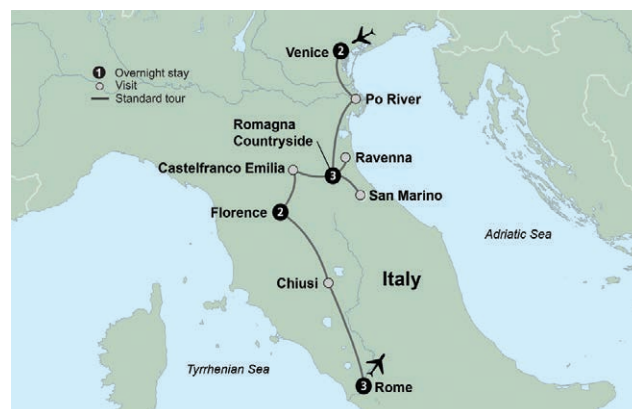 Venice 2
1 Overnight stay
Visit
Standard tour
Po River
Romagna
Countryside
Ravenna
Castelfranco Emilia
3
San Marino
Florence 2
Adriatic Sea
Chiusi
Italy
Tyrrhenian Sea
3 Rome